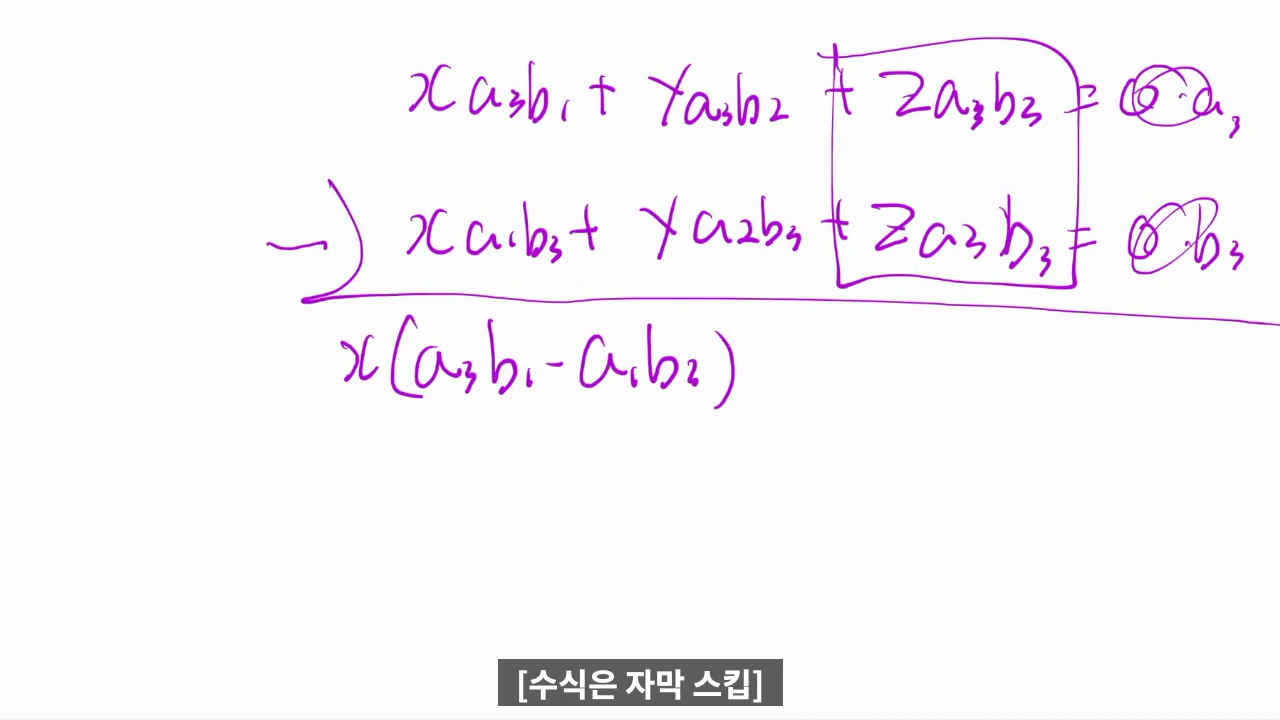 xa₃b₁ + ya₃b₂ + za₃b₃ = 0·a₃
−) xa₁b₃ + ya₂b₃ + za₃b₃ = 0·b₃
x(a₃b₁ - a₁b₃)
[수식은 자막 스킵]